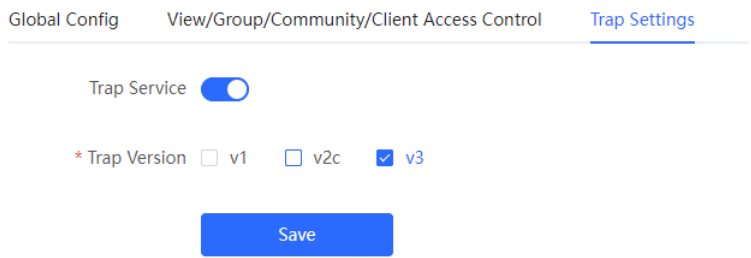 Global Config View/Group/Community/Client Access Control Trap Settings
Trap Service
* Trap Version v1 v2c v3
Save